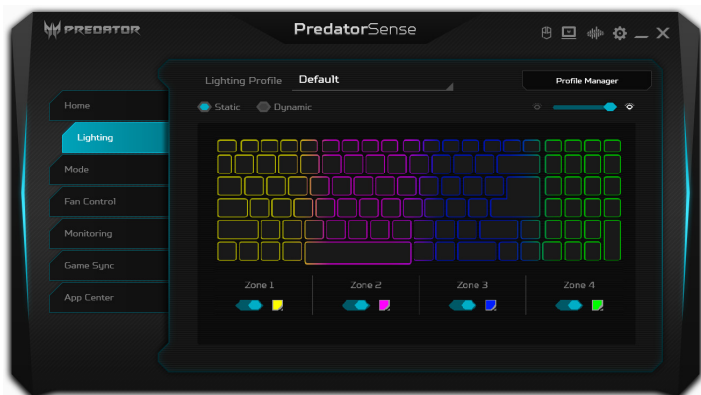 PREDATOR
PredatorSense
Lighting Profile Default
Profile Manager
Static Dynamic
Home
Lighting
Mode
Fan Control
Monitoring
Game Sync
App Center
Zone 1 Zone 2 Zone 3 Zone 4